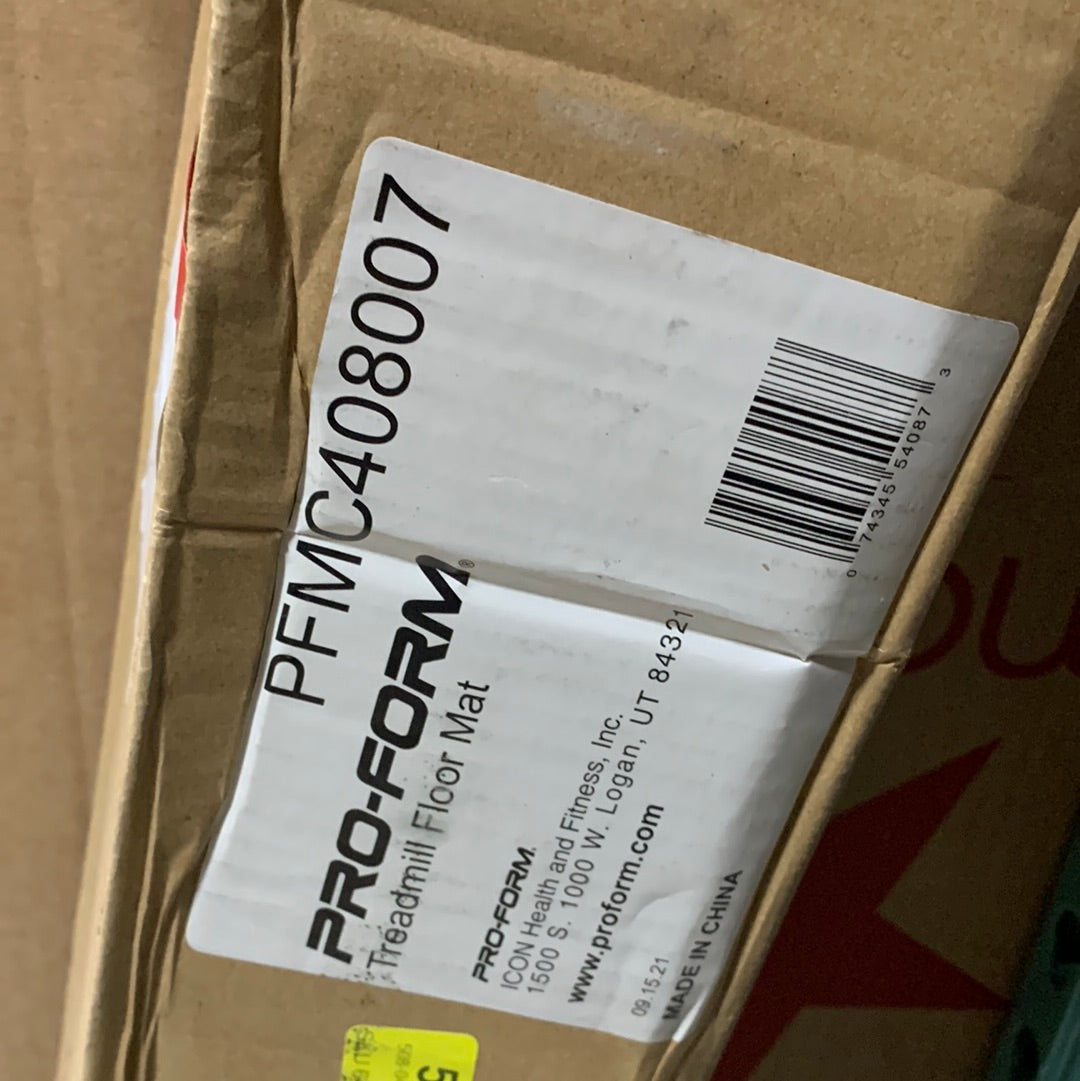 PFMC408007
PRO-FORM®
Treadmill Floor Mat
PRO-FORM.
ICON Health and Fitness, Inc.
1500 S. 1000 W. Logan, UT 84321
www.proform.com
09.15.21
MADE IN CHINA
0 74345 54087 3
5